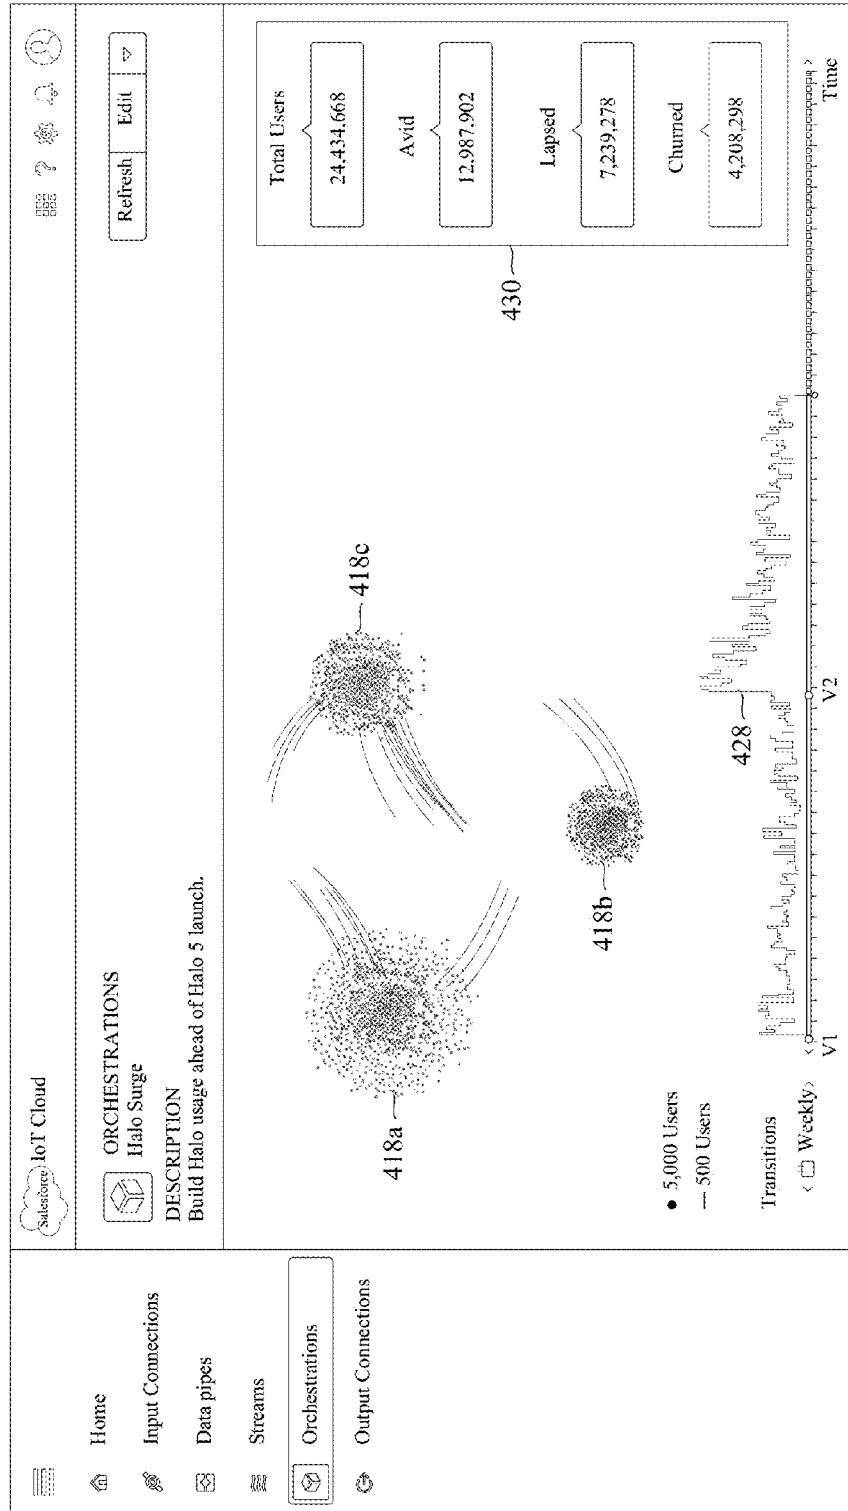 Salesforce IoT Cloud
Home
Input Connections
Data pipes
Streams
Orchestrations
Output Connections
ORCHESTRATIONS
Halo Surge
Refresh Edit
DESCRIPTION
Build Halo usage ahead of Halo 5 launch.
418a
418b
418c
Total Users
24,434,668
Avid
12,987,902
Lapsed
7,239,278
Churned
4,208,298
430
5,000 Users
500 Users
Transitions
428
Weekly
V1
V2
Time